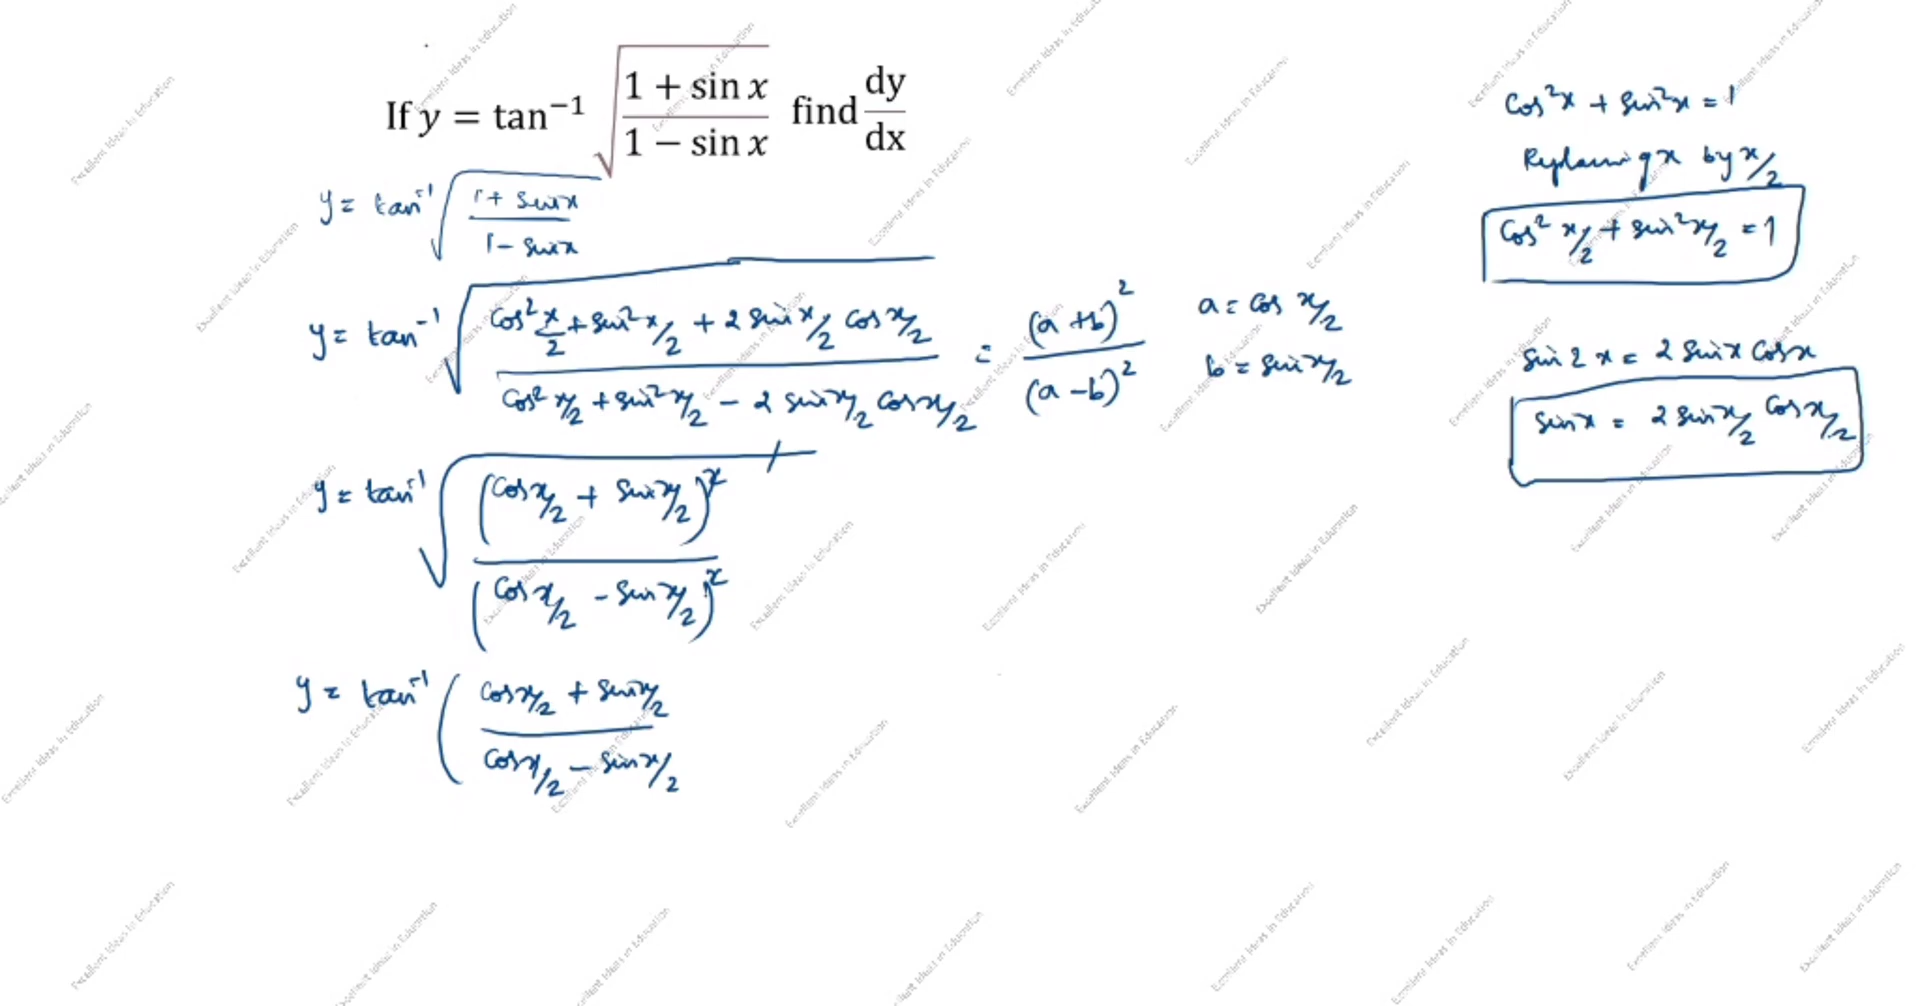 If y = tan⁻¹ √((1 + sin x)/(1 − sin x)) find dy/dx
y = tan⁻¹ √((1 + sin x)/(1 − sin x))
y = tan⁻¹ √((cos² x/2 + sin² x/2 + 2 sin x/2 cos x/2)/(cos² x/2 + sin² x/2 − 2 sin x/2 cos x/2)) = (a + b)²/(a − b)²
a = cos x/2
b = sin x/2
y = tan⁻¹ √((cos x/2 + sin x/2)²/(cos x/2 − sin x/2)²)
y = tan⁻¹ ( (cos x/2 + sin x/2)/(cos x/2 − sin x/2)
cos² x + sin² x = 1
Replacing x by x/2
cos² x/2 + sin² x/2 = 1
sin 2x = 2 sin x cos x
sin x = 2 sin x/2 cos x/2
Excellent Ideas in Education